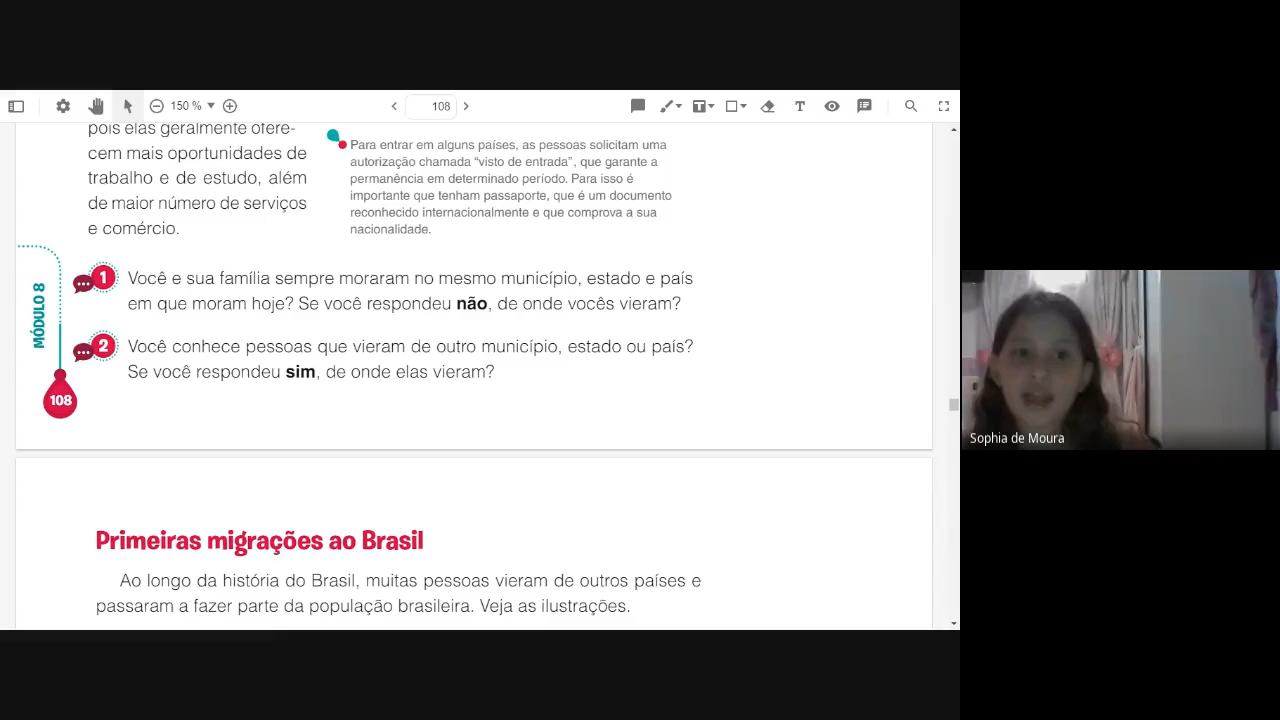 150 %
108
pois elas geralmente ofere-
cem mais oportunidades de
trabalho e de estudo, além
de maior número de serviços
e comércio.
Para entrar em alguns países, as pessoas solicitam uma
autorização chamada “visto de entrada”, que garante a
permanência em determinado período. Para isso é
importante que tenham passaporte, que é um documento
reconhecido internacionalmente e que comprova a sua
nacionalidade.
MÓDULO 8
108
1 Você e sua família sempre moraram no mesmo município, estado e país
em que moram hoje? Se você respondeu não, de onde vocês vieram?
2 Você conhece pessoas que vieram de outro município, estado ou país?
Se você respondeu sim, de onde elas vieram?
Primeiras migrações ao Brasil
Ao longo da história do Brasil, muitas pessoas vieram de outros países e
passaram a fazer parte da população brasileira. Veja as ilustrações.
Sophia de Moura